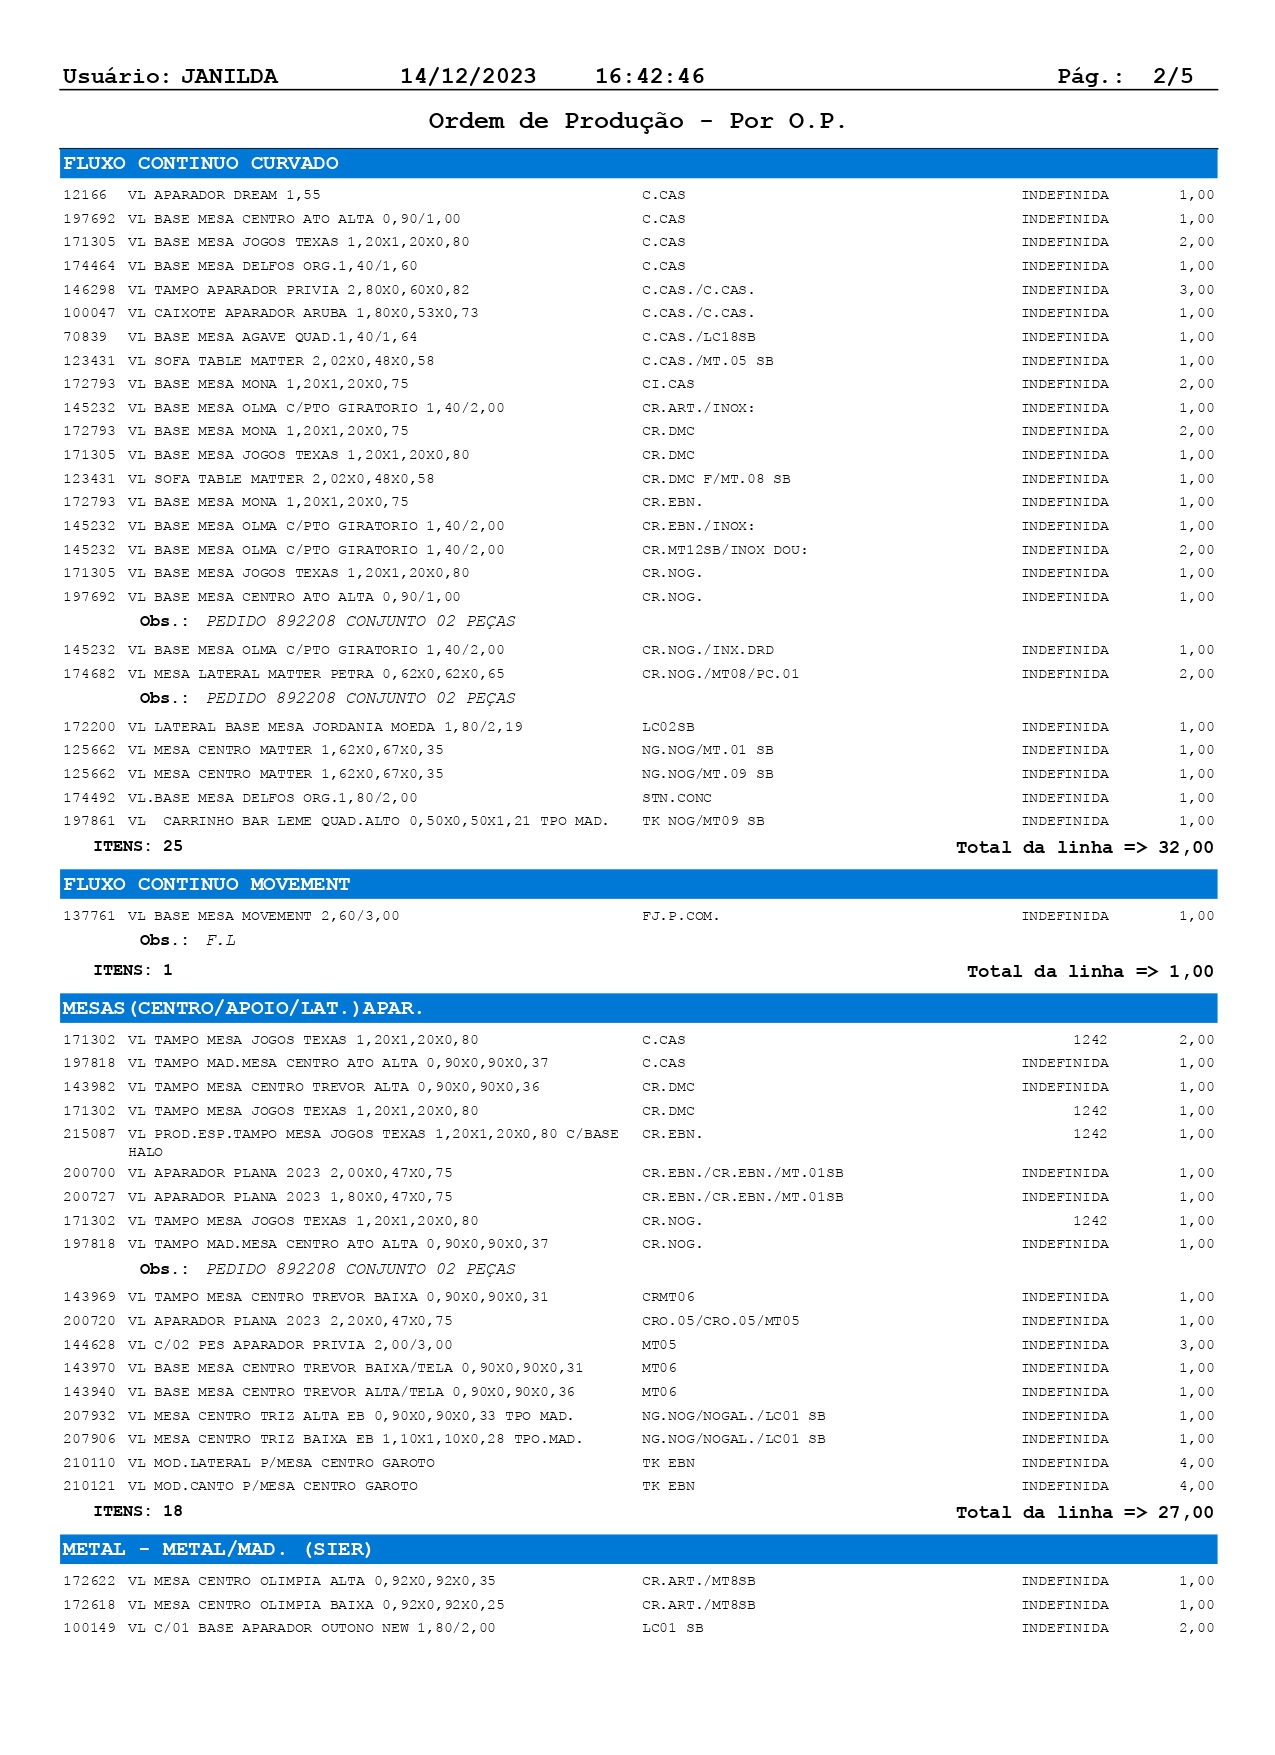 Usuário: JANILDA 14/12/2023 16:42:46 Pág.: 2/5
Ordem de Produção - Por O.P.
FLUXO CONTINUO CURVADO
12166 VL APARADOR DREAM 1,55 C.CAS INDEFINIDA 1,00
197692 VL BASE MESA CENTRO ATO ALTA 0,90/1,00 C.CAS INDEFINIDA 1,00
171305 VL BASE MESA JOGOS TEXAS 1,20X1,20X0,80 C.CAS INDEFINIDA 2,00
174464 VL BASE MESA DELFOS ORG.1,40/1,60 C.CAS INDEFINIDA 1,00
146298 VL TAMPO APARADOR PRIVIA 2,80X0,60X0,82 C.CAS./C.CAS. INDEFINIDA 3,00
100047 VL CAIXOTE APARADOR ARUBA 1,80X0,53X0,73 C.CAS./C.CAS. INDEFINIDA 1,00
70839 VL BASE MESA AGAVE QUAD.1,40/1,64 C.CAS./LC18SB INDEFINIDA 1,00
123431 VL SOFA TABLE MATTER 2,02X0,48X0,58 C.CAS./MT.05 SB INDEFINIDA 1,00
172793 VL BASE MESA MONA 1,20X1,20X0,75 CI.CAS INDEFINIDA 2,00
145232 VL BASE MESA OLMA C/PTO GIRATORIO 1,40/2,00 CR.ART./INOX: INDEFINIDA 1,00
172793 VL BASE MESA MONA 1,20X1,20X0,75 CR.DMC INDEFINIDA 2,00
171305 VL BASE MESA JOGOS TEXAS 1,20X1,20X0,80 CR.DMC INDEFINIDA 1,00
123431 VL SOFA TABLE MATTER 2,02X0,48X0,58 CR.DMC F/MT.08 SB INDEFINIDA 1,00
172793 VL BASE MESA MONA 1,20X1,20X0,75 CR.EBN. INDEFINIDA 1,00
145232 VL BASE MESA OLMA C/PTO GIRATORIO 1,40/2,00 CR.EBN./INOX: INDEFINIDA 1,00
145232 VL BASE MESA OLMA C/PTO GIRATORIO 1,40/2,00 CR.MT12SB/INOX DOU: INDEFINIDA 2,00
171305 VL BASE MESA JOGOS TEXAS 1,20X1,20X0,80 CR.NOG. INDEFINIDA 1,00
197692 VL BASE MESA CENTRO ATO ALTA 0,90/1,00 CR.NOG. INDEFINIDA 1,00
Obs.: PEDIDO 892208 CONJUNTO 02 PEÇAS
145232 VL BASE MESA OLMA C/PTO GIRATORIO 1,40/2,00 CR.NOG./INX.DRD INDEFINIDA 1,00
174682 VL MESA LATERAL MATTER PETRA 0,62X0,62X0,65 CR.NOG./MT08/PC.01 INDEFINIDA 2,00
Obs.: PEDIDO 892208 CONJUNTO 02 PEÇAS
172200 VL LATERAL BASE MESA JORDANIA MOEDA 1,80/2,19 LC02SB INDEFINIDA 1,00
125662 VL MESA CENTRO MATTER 1,62X0,67X0,35 NG.NOG/MT.01 SB INDEFINIDA 1,00
125662 VL MESA CENTRO MATTER 1,62X0,67X0,35 NG.NOG/MT.09 SB INDEFINIDA 1,00
174492 VL.BASE MESA DELFOS ORG.1,80/2,00 STN.CONC INDEFINIDA 1,00
197861 VL  CARRINHO BAR LEME QUAD.ALTO 0,50X0,50X1,21 TPO MAD. TK NOG/MT09 SB INDEFINIDA 1,00
ITENS: 25 Total da linha => 32,00
FLUXO CONTINUO MOVEMENT
137761 VL BASE MESA MOVEMENT 2,60/3,00 FJ.P.COM. INDEFINIDA 1,00
Obs.: F.L
ITENS: 1 Total da linha => 1,00
MESAS(CENTRO/APOIO/LAT.)APAR.
171302 VL TAMPO MESA JOGOS TEXAS 1,20X1,20X0,80 C.CAS 1242 2,00
197818 VL TAMPO MAD.MESA CENTRO ATO ALTA 0,90X0,90X0,37 C.CAS INDEFINIDA 1,00
143982 VL TAMPO MESA CENTRO TREVOR ALTA 0,90X0,90X0,36 CR.DMC INDEFINIDA 1,00
171302 VL TAMPO MESA JOGOS TEXAS 1,20X1,20X0,80 CR.DMC 1242 1,00
215087 VL PROD.ESP.TAMPO MESA JOGOS TEXAS 1,20X1,20X0,80 C/BASE CR.EBN. 1242 1,00
HALO
200700 VL APARADOR PLANA 2023 2,00X0,47X0,75 CR.EBN./CR.EBN./MT.01SB INDEFINIDA 1,00
200727 VL APARADOR PLANA 2023 1,80X0,47X0,75 CR.EBN./CR.EBN./MT.01SB INDEFINIDA 1,00
171302 VL TAMPO MESA JOGOS TEXAS 1,20X1,20X0,80 CR.NOG. 1242 1,00
197818 VL TAMPO MAD.MESA CENTRO ATO ALTA 0,90X0,90X0,37 CR.NOG. INDEFINIDA 1,00
Obs.: PEDIDO 892208 CONJUNTO 02 PEÇAS
143969 VL TAMPO MESA CENTRO TREVOR BAIXA 0,90X0,90X0,31 CRMT06 INDEFINIDA 1,00
200720 VL APARADOR PLANA 2023 2,20X0,47X0,75 CRO.05/CRO.05/MT05 INDEFINIDA 1,00
144628 VL C/02 PES APARADOR PRIVIA 2,00/3,00 MT05 INDEFINIDA 3,00
143970 VL BASE MESA CENTRO TREVOR BAIXA/TELA 0,90X0,90X0,31 MT06 INDEFINIDA 1,00
143940 VL BASE MESA CENTRO TREVOR ALTA/TELA 0,90X0,90X0,36 MT06 INDEFINIDA 1,00
207932 VL MESA CENTRO TRIZ ALTA EB 0,90X0,90X0,33 TPO MAD. NG.NOG/NOGAL./LC01 SB INDEFINIDA 1,00
207906 VL MESA CENTRO TRIZ BAIXA EB 1,10X1,10X0,28 TPO.MAD. NG.NOG/NOGAL./LC01 SB INDEFINIDA 1,00
210110 VL MOD.LATERAL P/MESA CENTRO GAROTO TK EBN INDEFINIDA 4,00
210121 VL MOD.CANTO P/MESA CENTRO GAROTO TK EBN INDEFINIDA 4,00
ITENS: 18 Total da linha => 27,00
METAL - METAL/MAD. (SIER)
172622 VL MESA CENTRO OLIMPIA ALTA 0,92X0,92X0,35 CR.ART./MT8SB INDEFINIDA 1,00
172618 VL MESA CENTRO OLIMPIA BAIXA 0,92X0,92X0,25 CR.ART./MT8SB INDEFINIDA 1,00
100149 VL C/01 BASE APARADOR OUTONO NEW 1,80/2,00 LC01 SB INDEFINIDA 2,00